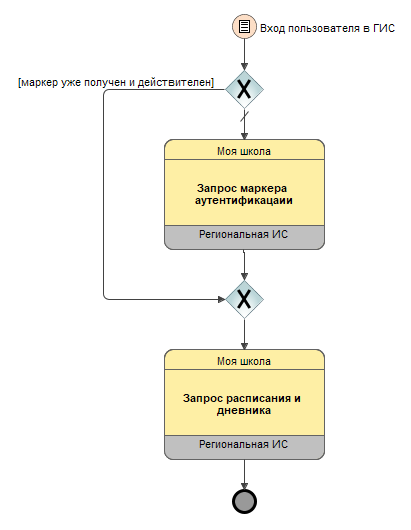 Вход пользователя в ГИС
[маркер уже получен и действителен]
Моя школа
Запрос маркера
аутентификацаии
Региональная ИС
Моя школа
Запрос расписания и
дневника
Региональная ИС